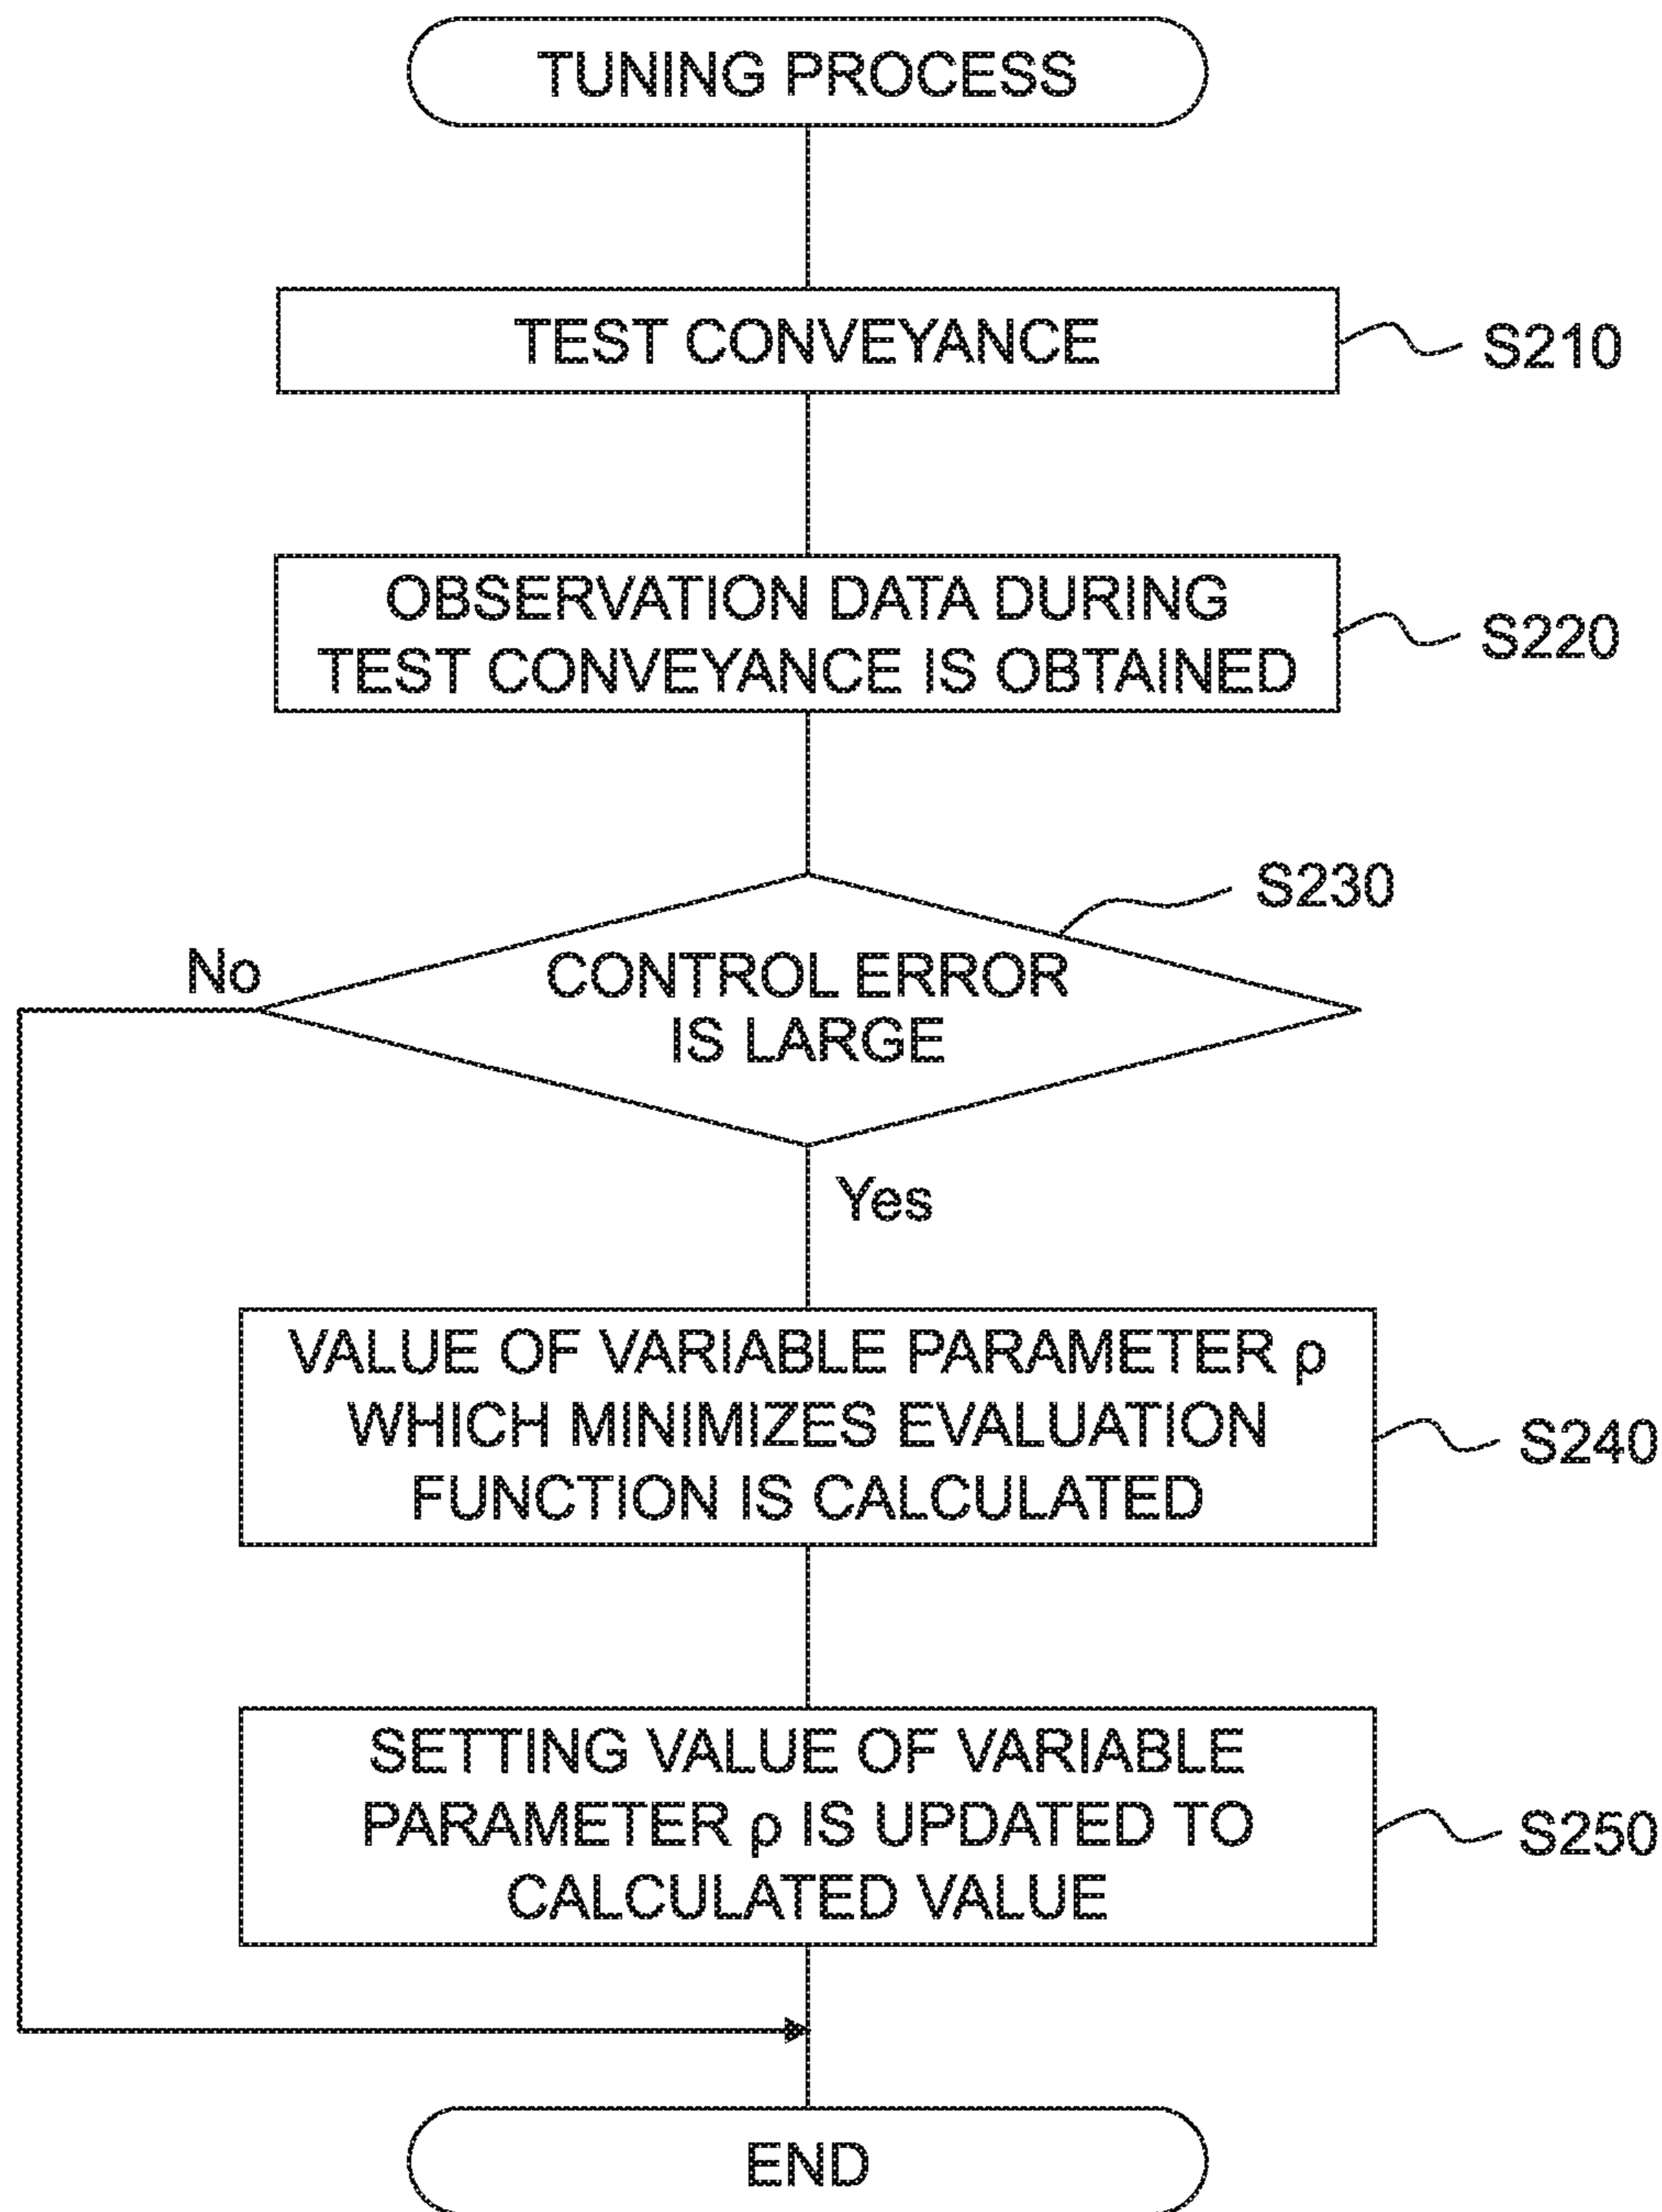 TUNING PROCESS
TEST CONVEYANCE
S210
OBSERVATION DATA DURING
TEST CONVEYANCE IS OBTAINED
S220
S230
CONTROL ERROR
IS LARGE
No
Yes
VALUE OF VARIABLE PARAMETER ρ
WHICH MINIMIZES EVALUATION
FUNCTION IS CALCULATED
S240
SETTING VALUE OF VARIABLE
PARAMETER ρ IS UPDATED TO
CALCULATED VALUE
S250
END